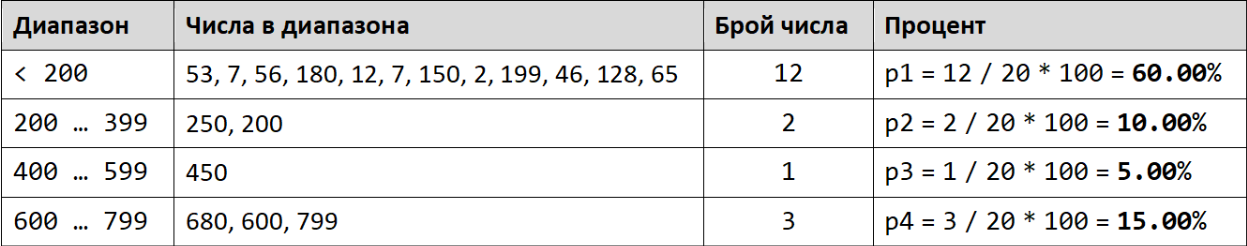 Диапазон Числа в диапазона Брой числа Процент
< 200 53, 7, 56, 180, 12, 7, 150, 2, 199, 46, 128, 65 12 p1 = 12 / 20 * 100 = 60.00%
200 … 399 250, 200 2 p2 = 2 / 20 * 100 = 10.00%
400 … 599 450 1 p3 = 1 / 20 * 100 = 5.00%
600 … 799 680, 600, 799 3 p4 = 3 / 20 * 100 = 15.00%